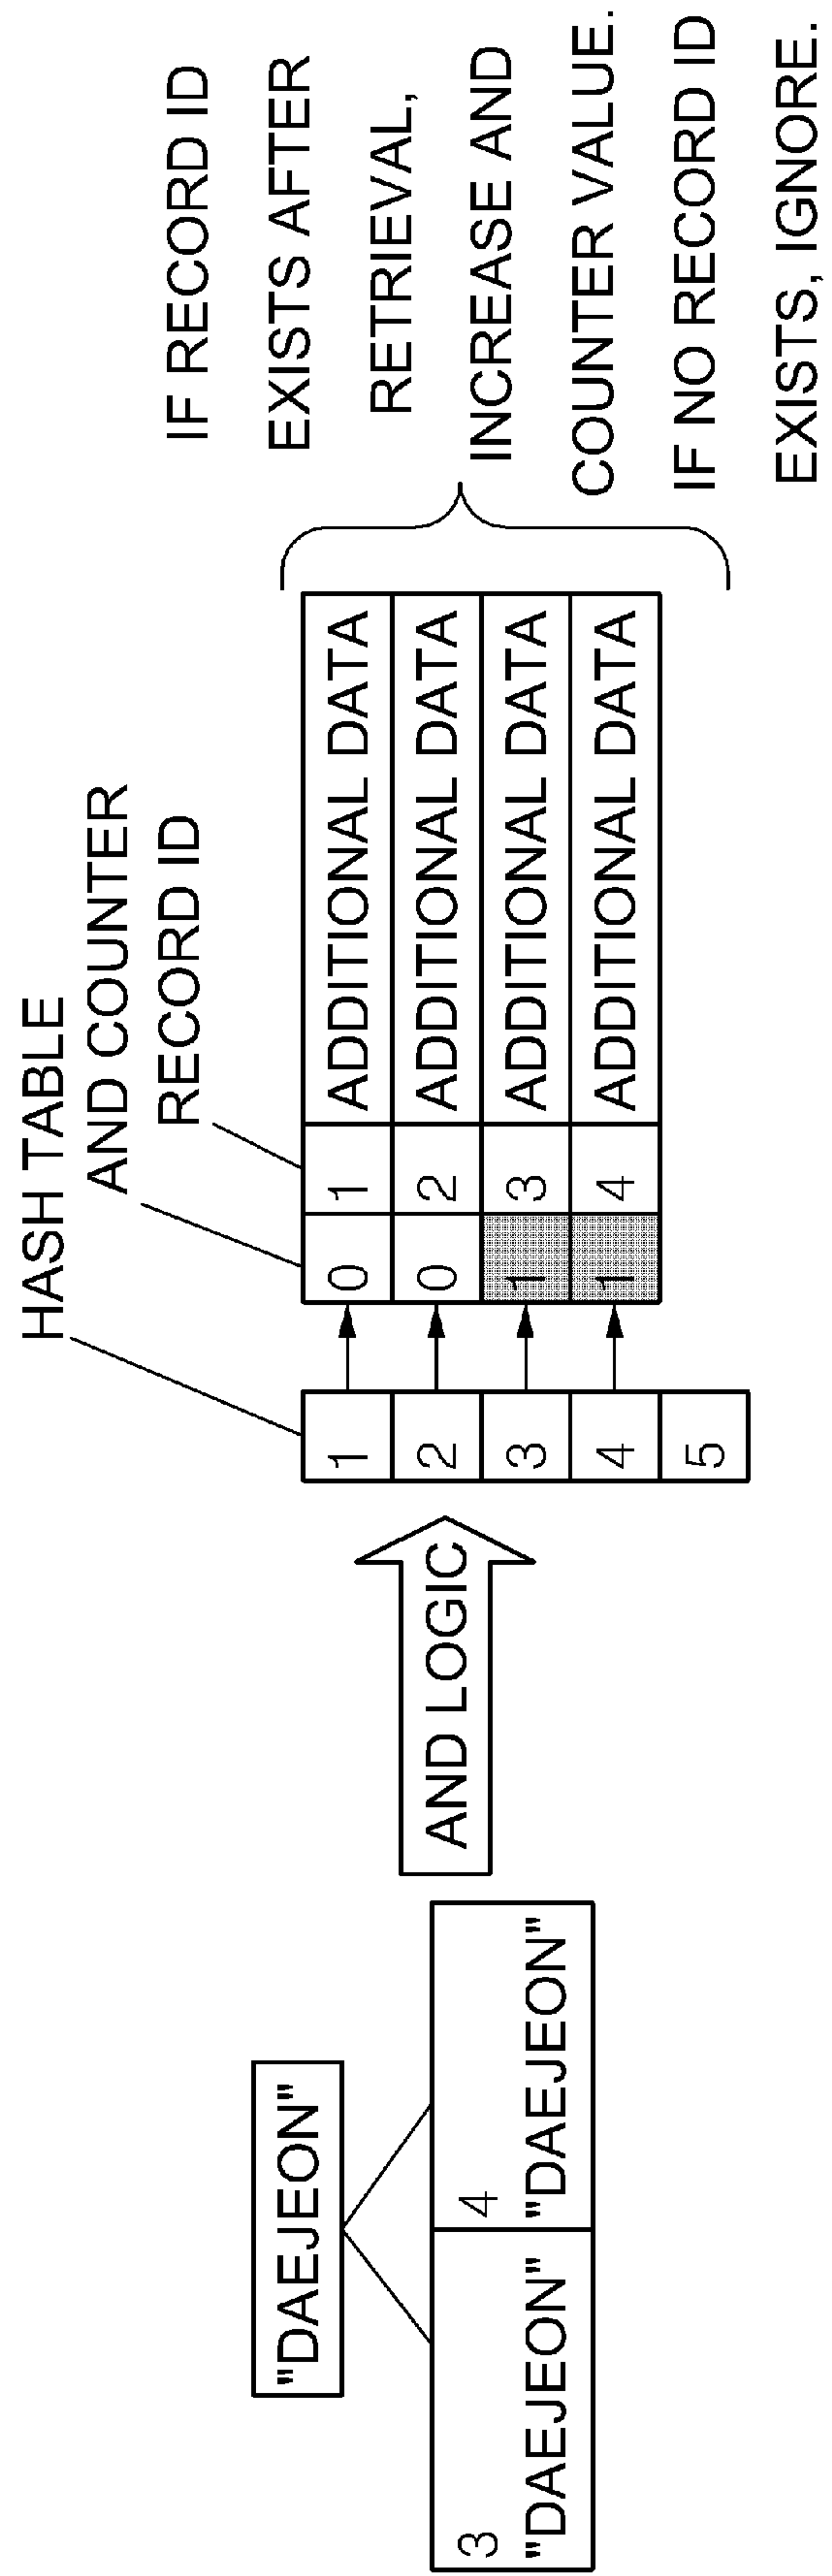 "DAEJEON"
3
"DAEJEON"
4
"DAEJEON"
AND LOGIC
HASH TABLE
AND COUNTER
RECORD ID
1
2
3
4
5
0 1 ADDITIONAL DATA
0 2 ADDITIONAL DATA
1 3 ADDITIONAL DATA
1 4 ADDITIONAL DATA
IF RECORD ID
EXISTS AFTER
RETRIEVAL,
INCREASE AND
COUNTER VALUE.
IF NO RECORD ID
EXISTS, IGNORE.